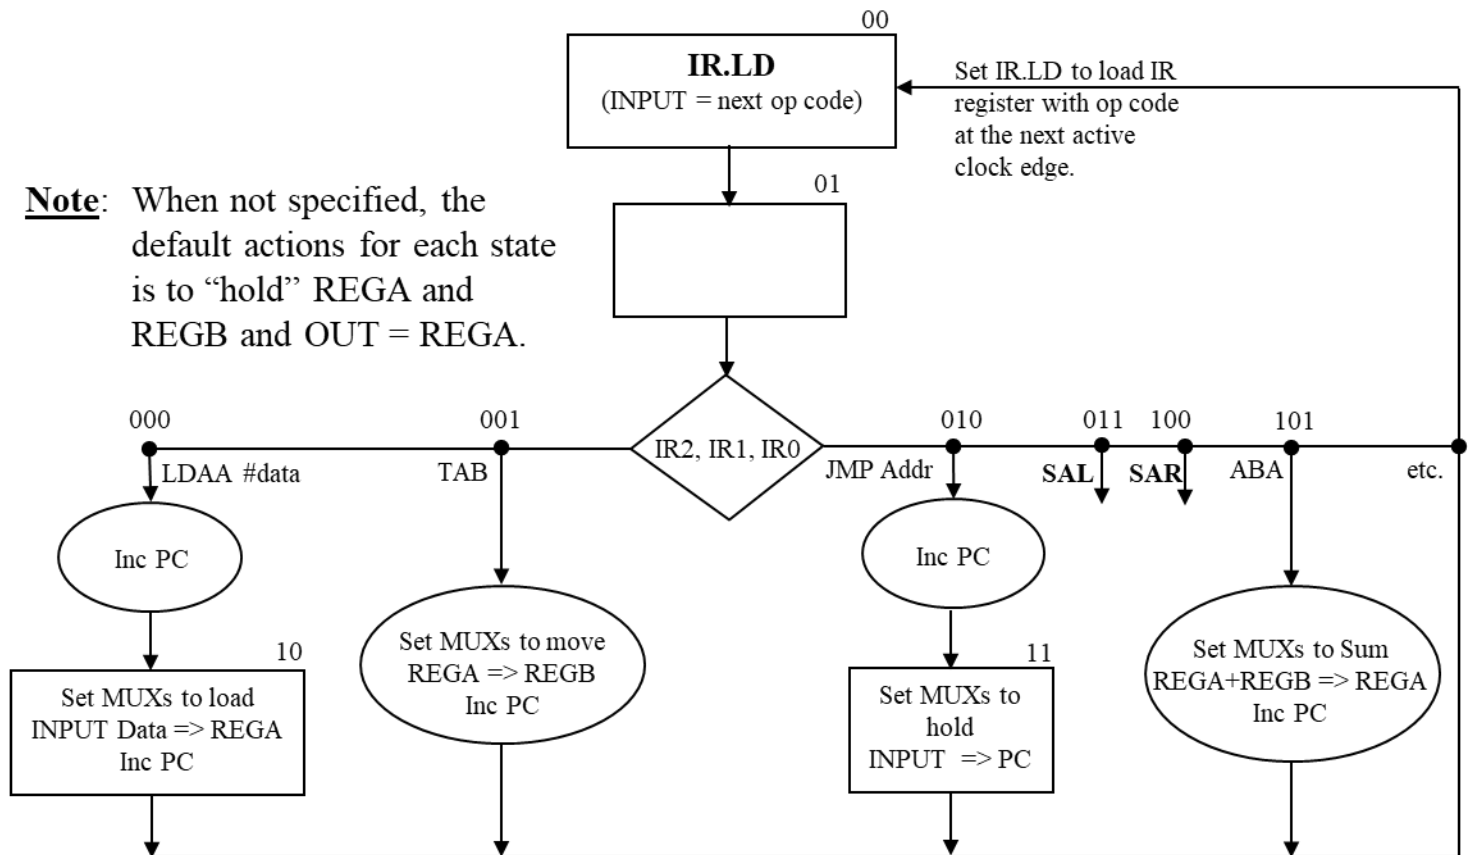 00
IR.LD
(INPUT = next op code)
Set IR.LD to load IR
register with op code
at the next active
clock edge.
01
Note: When not specified, the
default actions for each state
is to “hold” REGA and
REGB and OUT = REGA.
000
001
IR2, IR1, IR0
010
011
100
101
LDAA #data
TAB
JMP Addr
SAL
SAR
ABA
etc.
Inc PC
Inc PC
10
Set MUXs to load
INPUT Data => REGA
Inc PC
Set MUXs to move
REGA => REGB
Inc PC
11
Set MUXs to
hold
INPUT => PC
Set MUXs to Sum
REGA+REGB => REGA
Inc PC